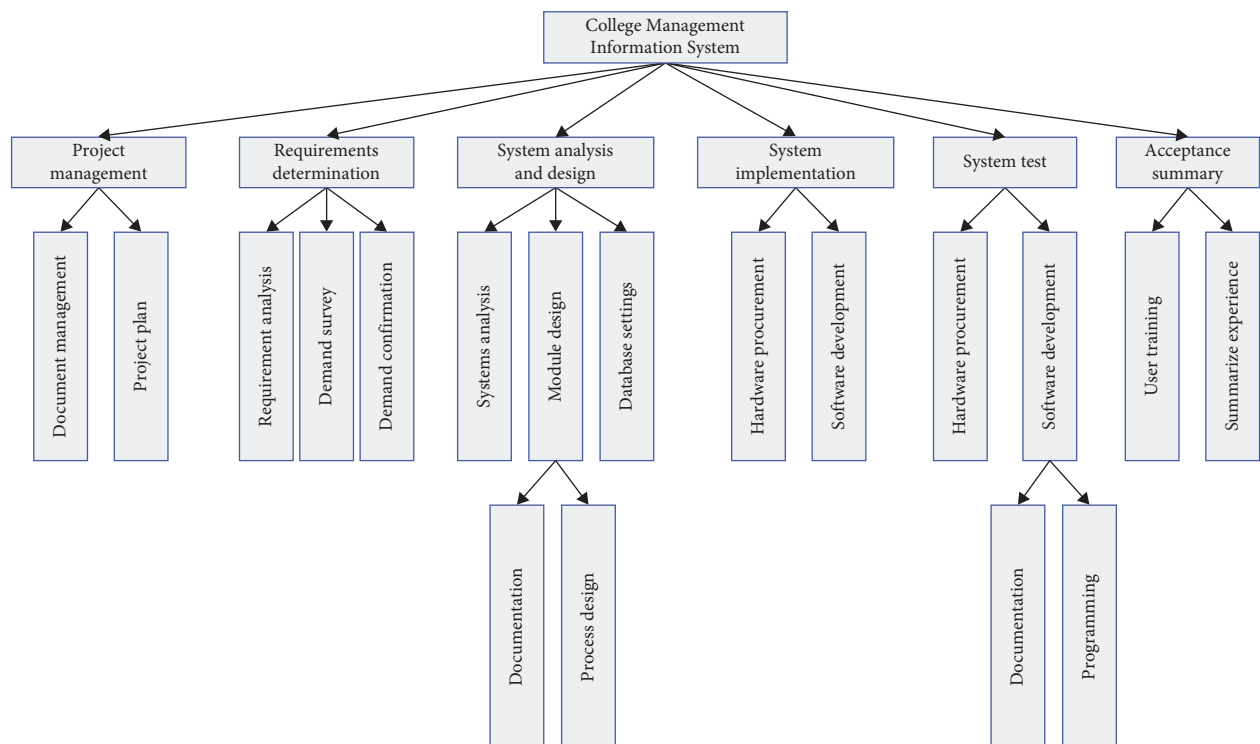 College Management
Information System
Project
management
Requirements
determination
System analysis
and design
System
implementation
System test
Acceptance
summary
Document management
Project plan
Requirement analysis
Demand survey
Demand confirmation
Systems analysis
Module design
Database settings
Hardware procurement
Software development
Hardware procurement
Software development
User training
Summarize experience
Documentation
Process design
Documentation
Programming